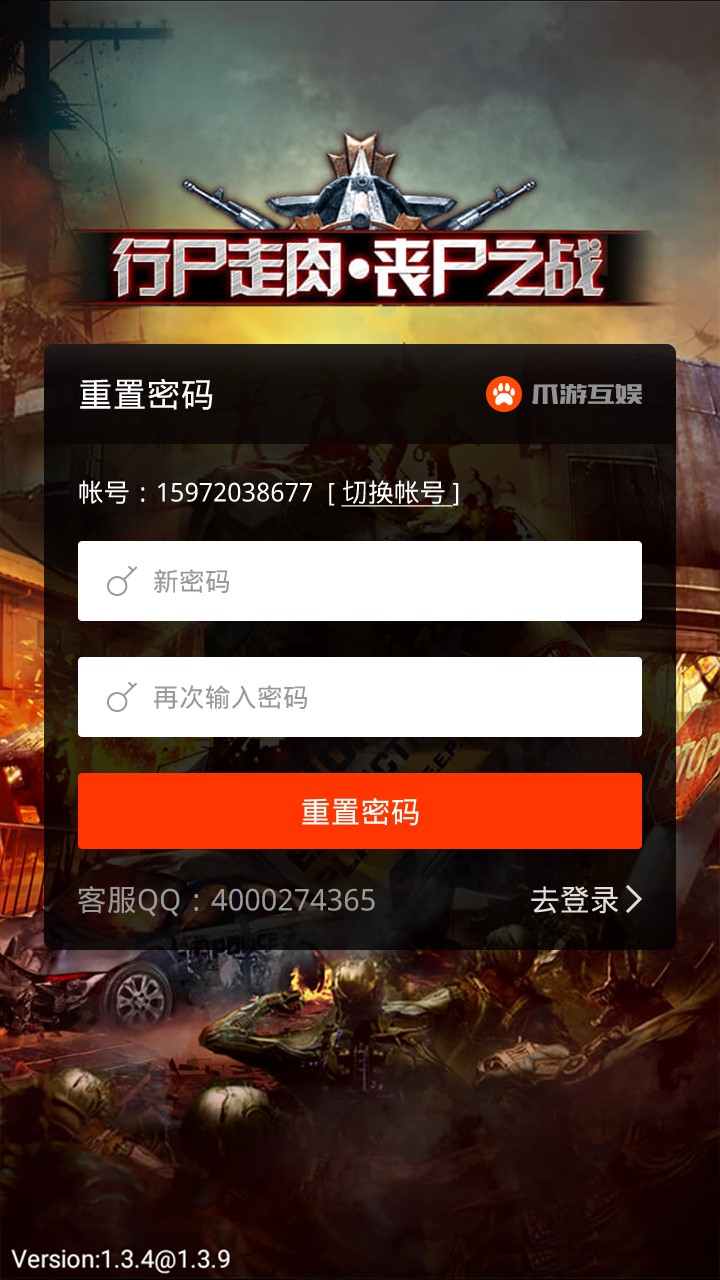 行尸走肉·丧尸之战
重置密码
爪游互娱
帐号：15972038677 [ 切换帐号 ]
新密码
再次输入密码
重置密码
客服QQ：4000274365
去登录
STOP
Version:1.3.4@1.3.9